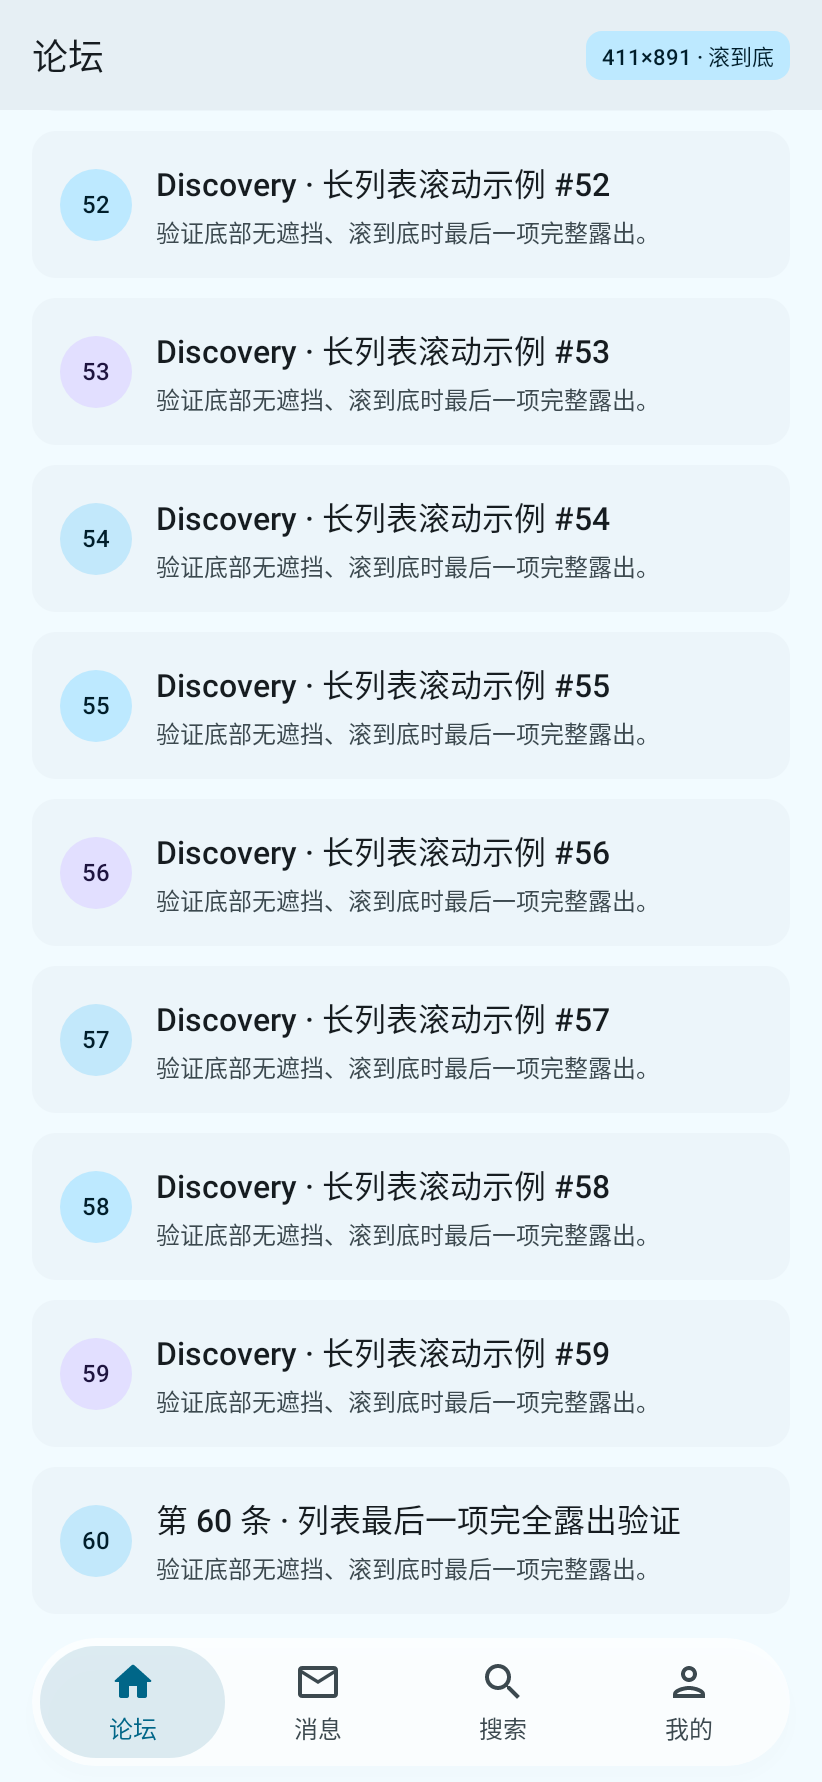 论坛
411×891 · 滚到底
52
Discovery · 长列表滚动示例 #52
验证底部无遮挡、滚到底时最后一项完整露出。
53
Discovery · 长列表滚动示例 #53
验证底部无遮挡、滚到底时最后一项完整露出。
54
Discovery · 长列表滚动示例 #54
验证底部无遮挡、滚到底时最后一项完整露出。
55
Discovery · 长列表滚动示例 #55
验证底部无遮挡、滚到底时最后一项完整露出。
56
Discovery · 长列表滚动示例 #56
验证底部无遮挡、滚到底时最后一项完整露出。
57
Discovery · 长列表滚动示例 #57
验证底部无遮挡、滚到底时最后一项完整露出。
58
Discovery · 长列表滚动示例 #58
验证底部无遮挡、滚到底时最后一项完整露出。
59
Discovery · 长列表滚动示例 #59
验证底部无遮挡、滚到底时最后一项完整露出。
60
第 60 条 · 列表最后一项完全露出验证
验证底部无遮挡、滚到底时最后一项完整露出。
论坛
消息
搜索
我的